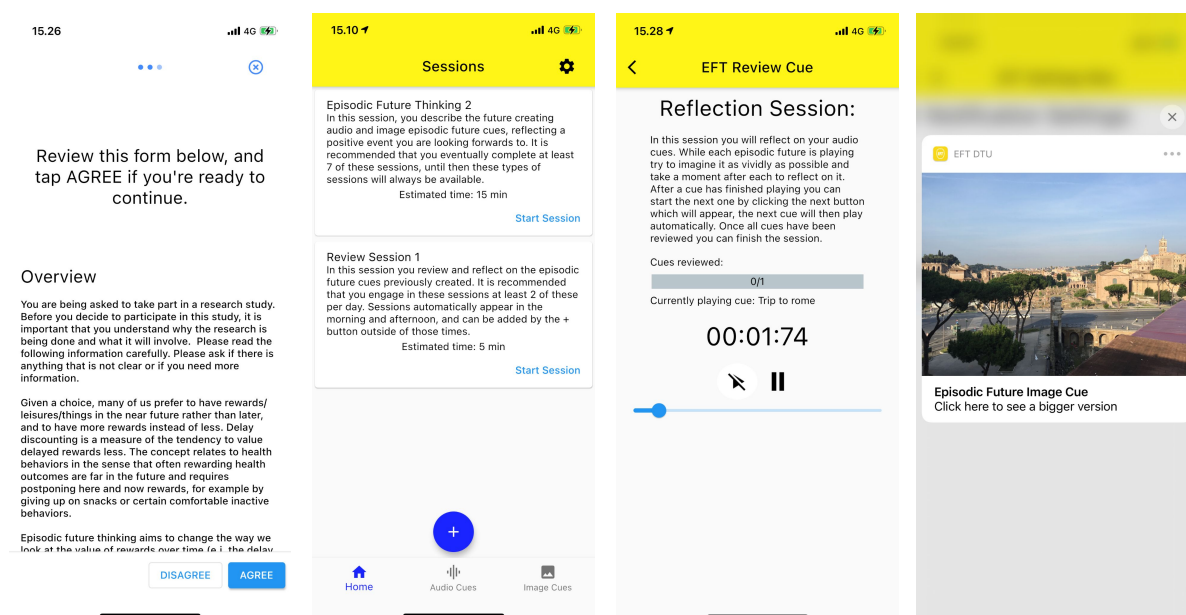 15.26
4G
Review this form below, and
tap AGREE if you're ready to
continue.
Overview
You are being asked to take part in a research study.
Before you decide to participate in this study, it is
important that you understand why the research is
being done and what it will involve.  Please read the
following information carefully. Please ask if there is
anything that is not clear or if you need more
information.
Given a choice, many of us prefer to have rewards/
leisures/things in the near future rather than later,
and to have more rewards instead of less. Delay
discounting is a measure of the tendency to value
delayed rewards less. The concept relates to health
behaviors in the sense that often rewarding health
outcomes are far in the future and requires
postponing here and now rewards, for example by
giving up on snacks or certain comfortable inactive
behaviors.
Episodic future thinking aims to change the way we
look at the value of rewards over time (e.i. the delay
DISAGREE
AGREE
15.10
4G
Sessions
Episodic Future Thinking 2
In this session, you describe the future creating
audio and image episodic future cues, reflecting a
positive event you are looking forwards to. It is
recommended that you eventually complete at least
7 of these sessions, until then these types of
sessions will always be available.
Estimated time: 15 min
Start Session
Review Session 1
In this session you review and reflect on the episodic
future cues previously created. It is recommended
that you engage in these sessions at least 2 of these
per day. Sessions automatically appear in the
morning and afternoon, and can be added by the +
button outside of those times.
Estimated time: 5 min
Start Session
+
Home
Audio Cues
Image Cues
15.28
4G
EFT Review Cue
Reflection Session:
In this session you will reflect on your audio
cues. While each episodic future is playing
try to imagine it as vividly as possible and
take a moment after each to reflect on it.
After a cue has finished playing you can
start the next one by clicking the next button
which will appear, the next cue will then play
automatically. Once all cues have been
reviewed you can finish the session.
Cues reviewed:
0/1
Currently playing cue: Trip to rome
00:01:74
EFT DTU
Episodic Future Image Cue
Click here to see a bigger version